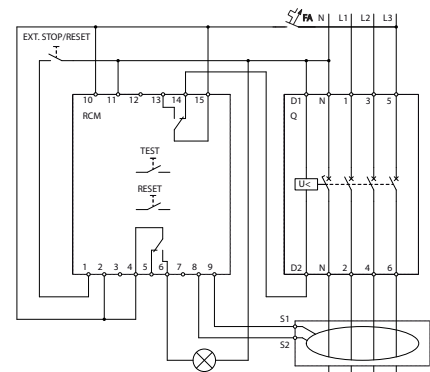 FA N L1 L2 L3
EXT. STOP/RESET
10 11 12 13 14 15
RCM
D1 N 1 3 5
Q
TEST
U<
RESET
1 2 3 4 5 6 7 8 9
D2 N 2 4 6
S1
S2